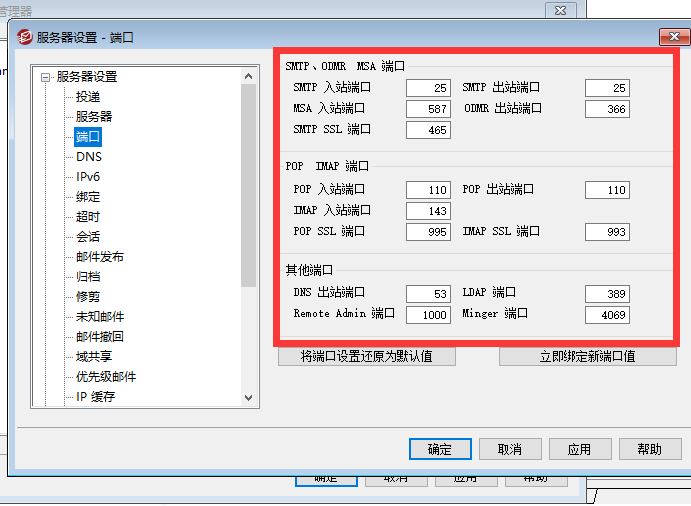 管理器
服务器设置 - 端口
服务器设置
投递
服务器
端口
DNS
IPv6
绑定
超时
会话
邮件发布
归档
修剪
未知邮件
邮件撤回
域共享
优先级邮件
IP 缓存
SMTP、ODMR MSA 端口
SMTP 入站端口 25 SMTP 出站端口 25
MSA 入站端口 587 ODMR 出站端口 366
SMTP SSL 端口 465
POP IMAP 端口
POP 入站端口 110 POP 出站端口 110
IMAP 入站端口 143
POP SSL 端口 995 IMAP SSL 端口 993
其他端口
DNS 出站端口 53 LDAP 端口 389
Remote Admin 端口 1000 Minger 端口 4069
将端口设置还原为默认值 立即绑定新端口值
确定 取消 应用 帮助
确定 取消 应用 帮助